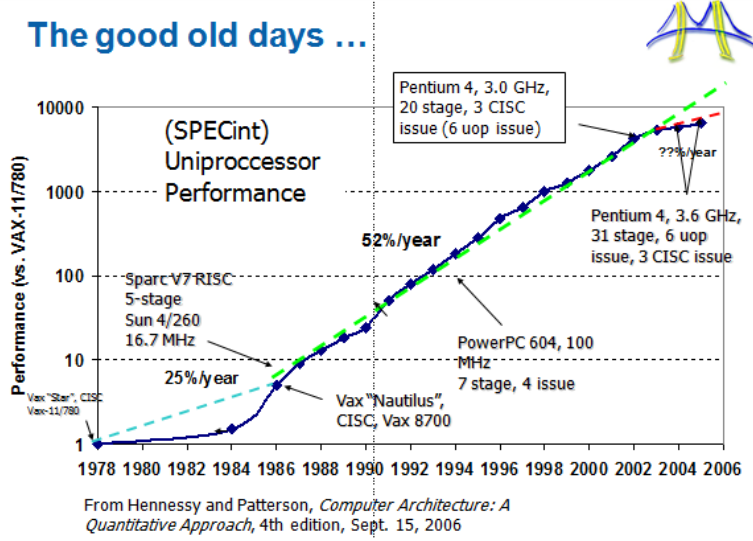 The good old days …
Pentium 4, 3.0 GHz,
20 stage, 3 CISC
issue (6 uop issue)
10000
(SPECint)
Uniproccessor
Performance
??%/year
1000
Performance (vs. VAX-11/780)
52%/year
Pentium 4, 3.6 GHz,
31 stage, 6 uop
issue, 3 CISC issue
Sparc V7 RISC
5-stage
Sun 4/260
16.7 MHz
100
PowerPC 604, 100
MHz
7 stage, 4 issue
10
25%/year
Vax "Star", CISC
Vax-11/780
Vax "Nautilus",
CISC, Vax 8700
1
1978 1980 1982 1984 1986 1988 1990 1992 1994 1996 1998 2000 2002 2004 2006
From Hennessy and Patterson, Computer Architecture: A
Quantitative Approach, 4th edition, Sept. 15, 2006